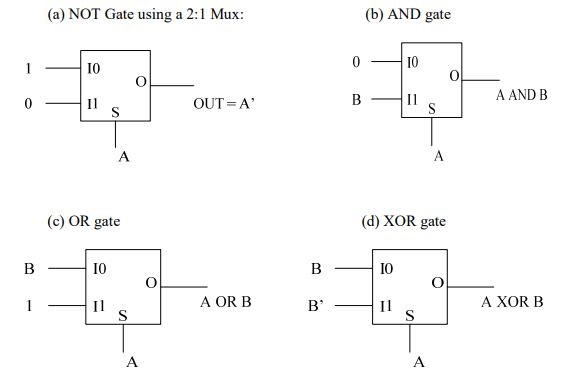 (a) NOT Gate using a 2:1 Mux:
(b) AND gate
1
I0
O
0
I1
S
OUT = A’
A
0
I0
O
B
I1
S
A AND B
A
(c) OR gate
(d) XOR gate
B
I0
O
1
I1
S
A OR B
A
B
I0
O
B’
I1
S
A XOR B
A